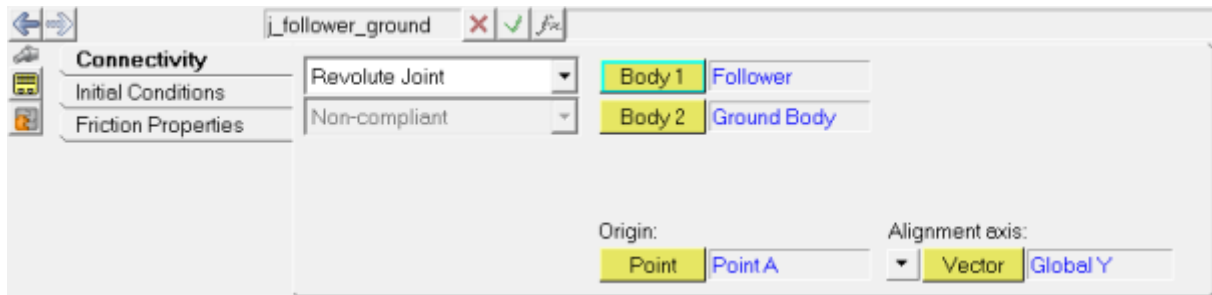 j_follower_ground fx
Connectivity
Initial Conditions
Friction Properties
Revolute Joint
Non-compliant
Body 1 Follower
Body 2 Ground Body
Origin:
Point Point A
Alignment axis:
Vector Global Y